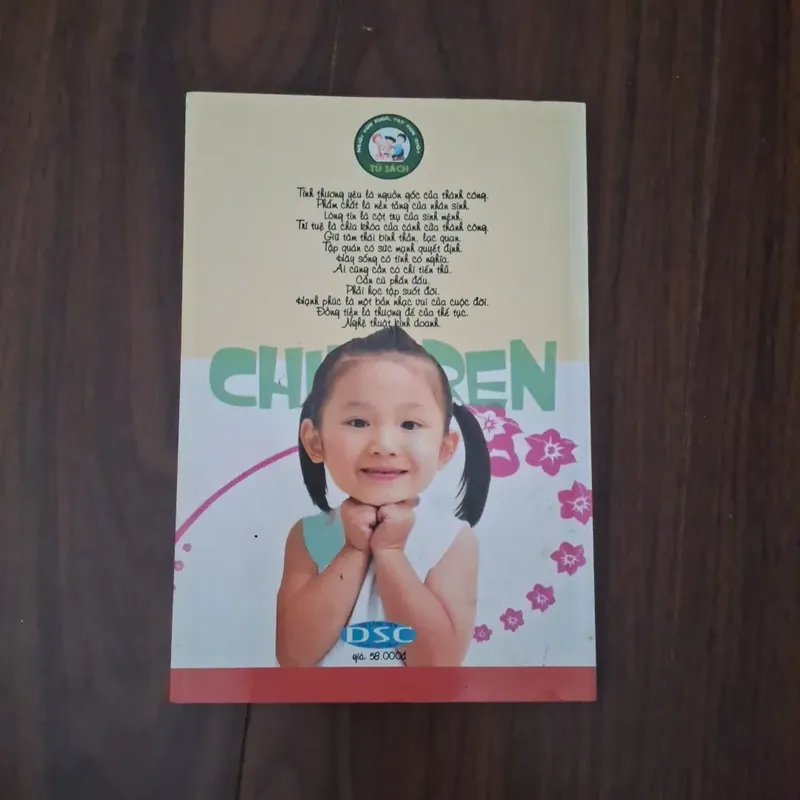 TỦ SÁCH
Tình thương yêu là nguồn gốc của thành công.
Phẩm chất là nền tảng của nhân sinh.
Lòng tin là cột trụ của sinh mệnh.
Trí tuệ là chìa khóa của cánh cửa thành công.
Giữ tâm thái bình thản, lạc quan.
Tập quán có sức mạnh quyết định.
Hãy sống có tình có nghĩa.
Ai cũng cần có chí tiến thủ.
Cần cù phấn đấu.
Phải học tập suốt đời.
Hạnh phúc là một bản nhạc vui của cuộc đời.
Đồng tiền là thượng đế của thế tục.
Nghệ thuật kinh doanh.
CHI REN
DSC
giá: 58.000đ